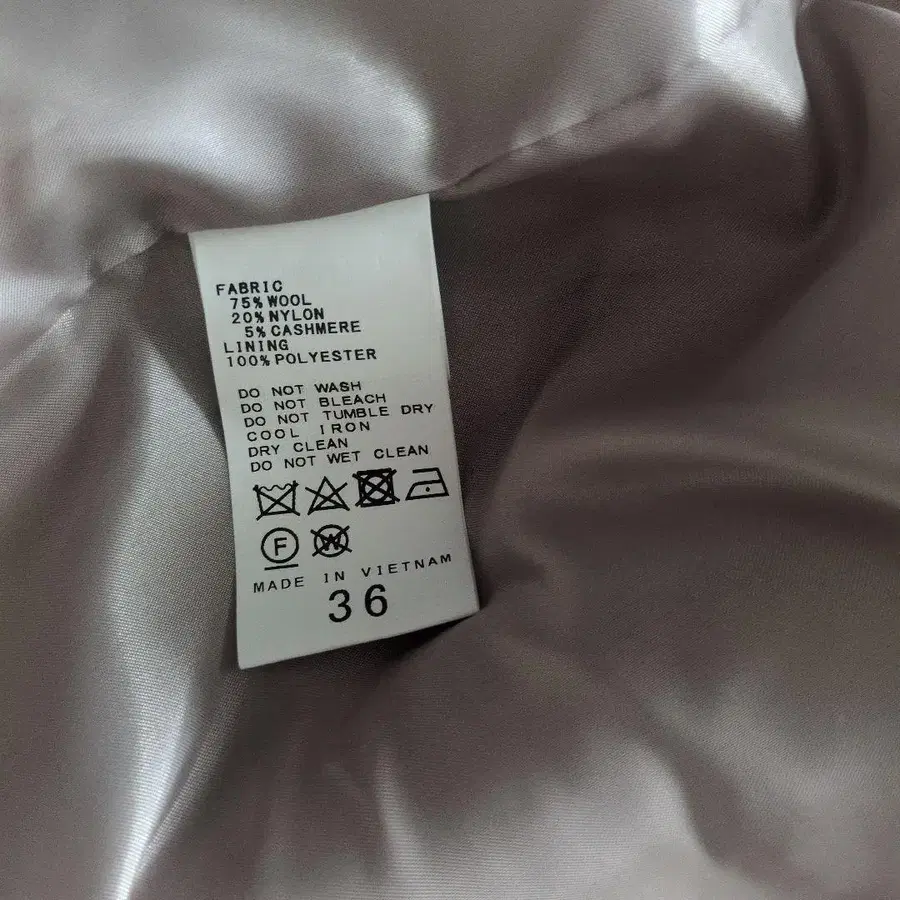 FABRIC
75% WOOL
20% NYLON
5% CASHMERE
LINING
100% POLYESTER
DO NOT WASH
DO NOT BLEACH
DO NOT TUMBLE DRY
COOL IRON
DRY CLEAN
DO NOT WET CLEAN
F W
MADE IN VIETNAM
36